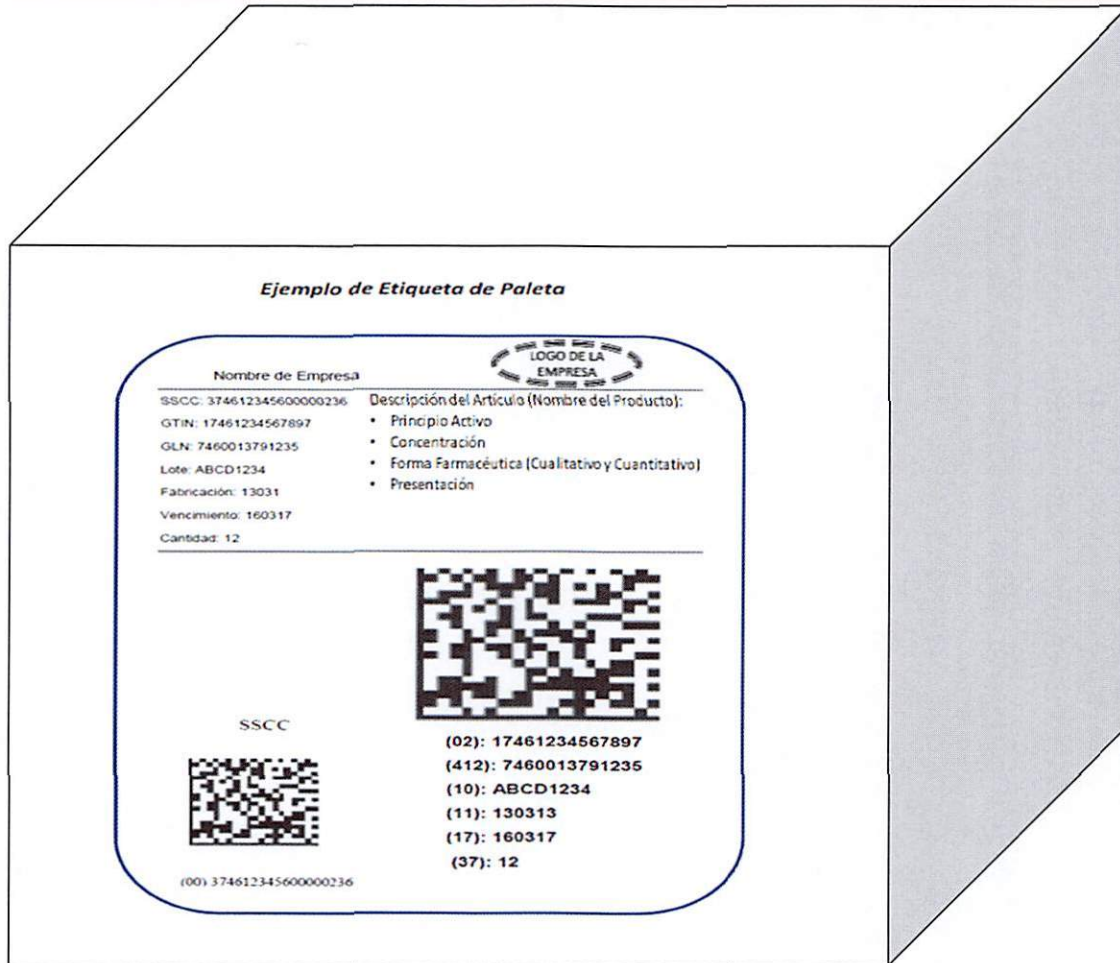 Ejemplo de Etiqueta de Paleta
LOGO DE LA
EMPRESA
Nombre de Empresa
SSCC: 374612345600000236
GTIN: 17461234567897
GLN: 7460013791235
Lote: ABCD1234
Fabricación: 13031
Vencimiento: 160317
Cantidad: 12
Descripción del Artículo (Nombre del Producto):
• Principio Activo
• Concentración
• Forma Farmacéutica (Cualitativo y Cuantitativo)
• Presentación
SSCC
(00) 374612345600000236
(02): 17461234567897
(412): 7460013791235
(10): ABCD1234
(11): 130313
(17): 160317
(37): 12